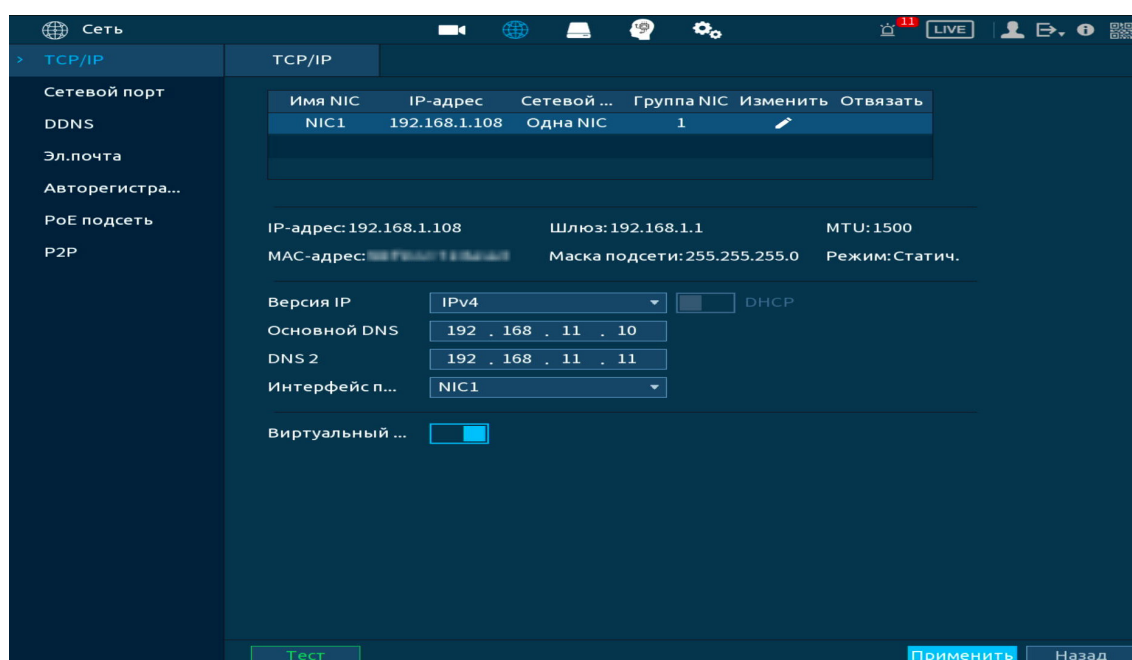 Сеть 11 LIVE
TCP/IP TCP/IP
Сетевой порт
DDNS
Эл.почта
Авторегистра...
PoE подсеть
P2P
Имя NIC IP-адрес Сетевой ... Группа NIC Изменить Отвязать
NIC1 192.168.1.108 Одна NIC 1
IP-адрес:192.168.1.108 Шлюз:192.168.1.1 MTU:1500
MAC-адрес: Маска подсети:255.255.255.0 Режим:Статич.
Версия IP IPv4 DHCP
Основной DNS 192 . 168 . 11 . 10
DNS 2 192 . 168 . 11 . 11
Интерфейс п... NIC1
Виртуальный ...
Тест Применить Назад